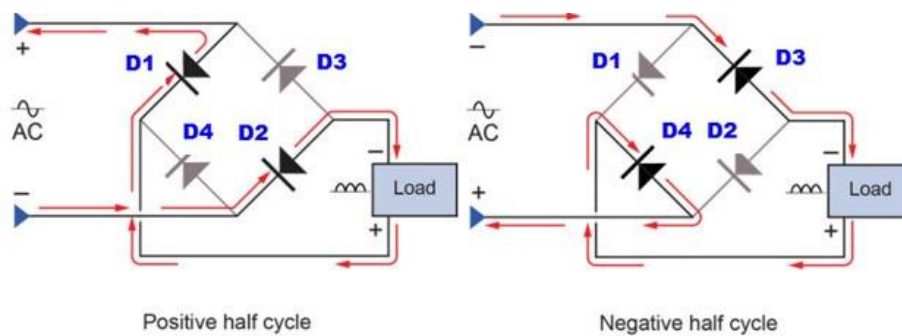 +
D1
D3
AC
D4
D2
−
−
Load
+
Positive half cycle
−
D1
D3
AC
D4
D2
+
−
Load
+
Negative half cycle